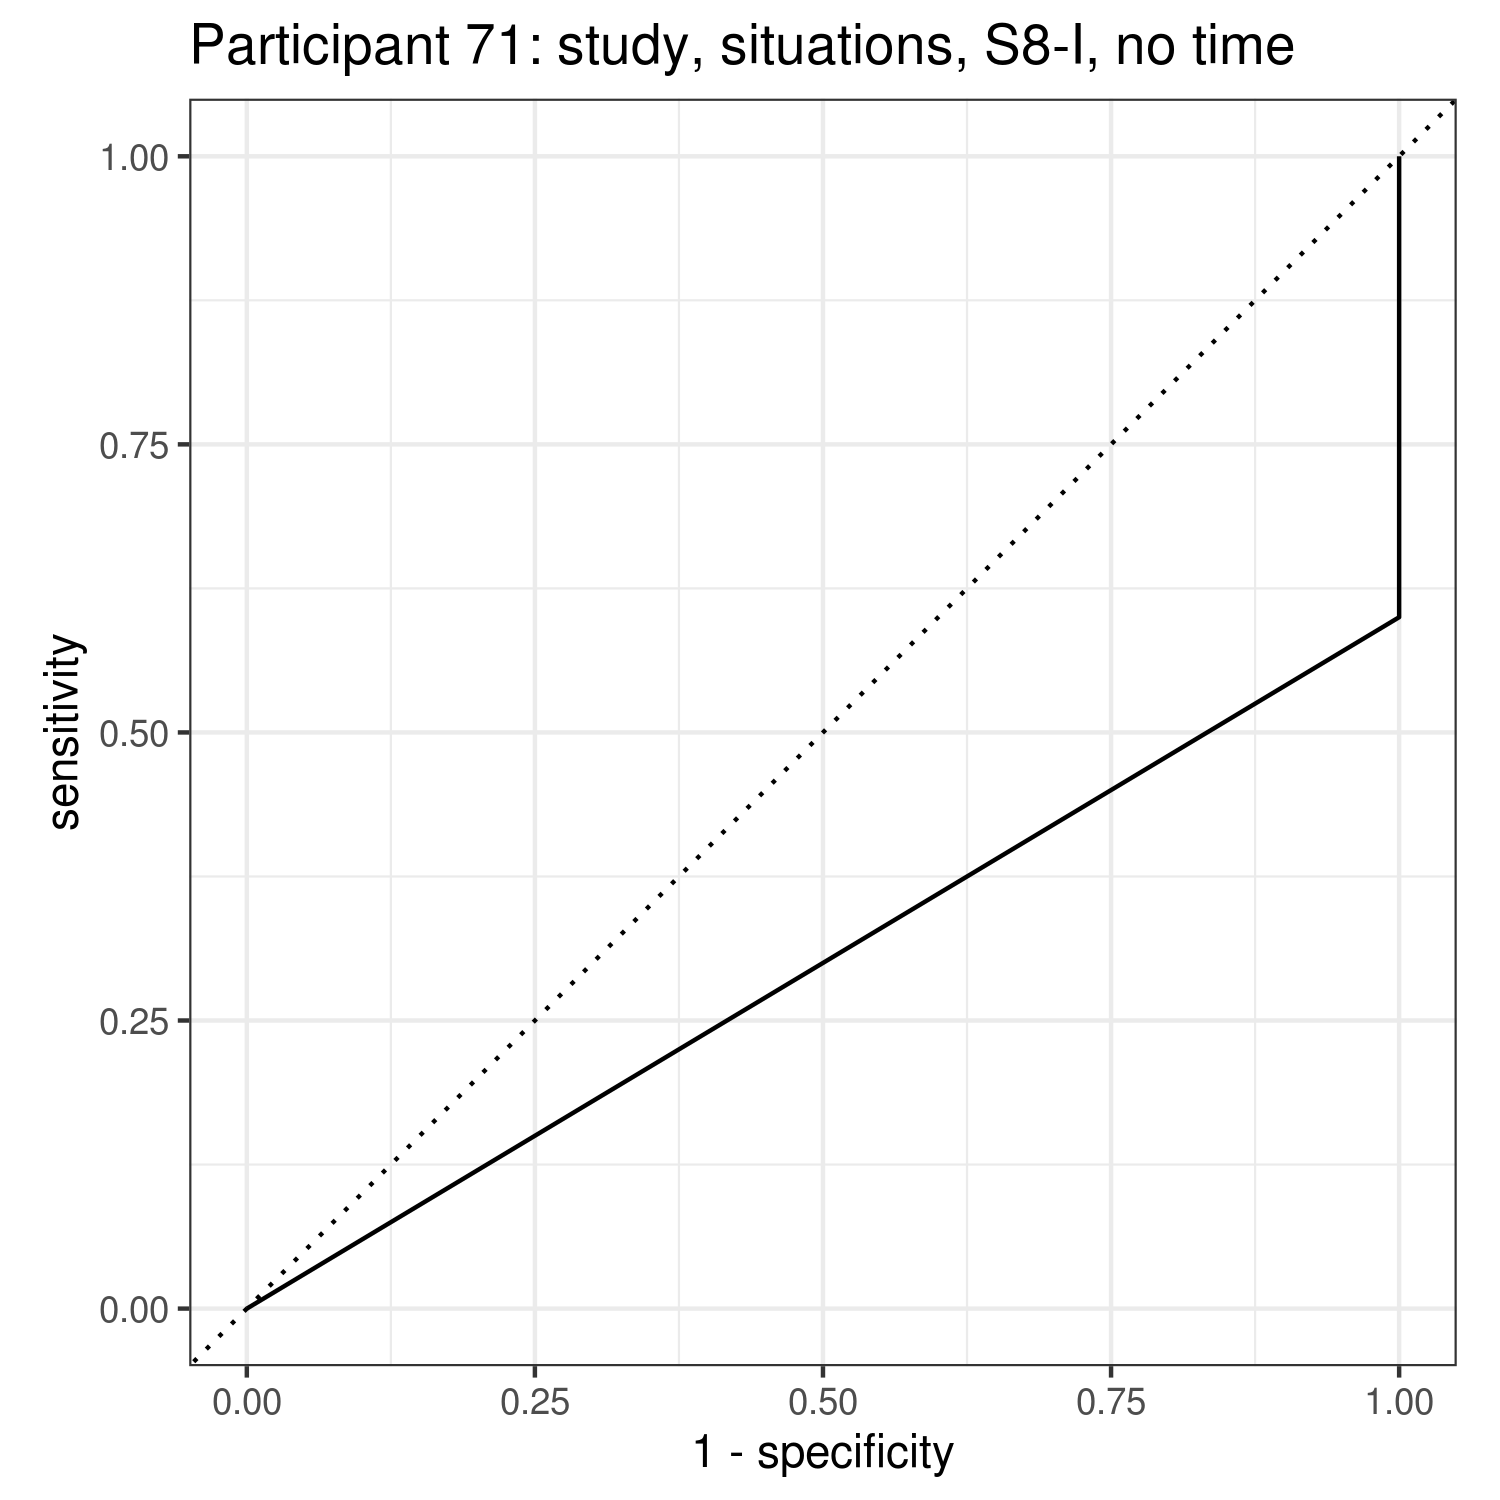 Participant 71: study, situations, S8-I, no time
1.00
0.75
0.50
0.25
0.00
sensitivity
0.00 0.25 0.50 0.75 1.00
1 - specificity